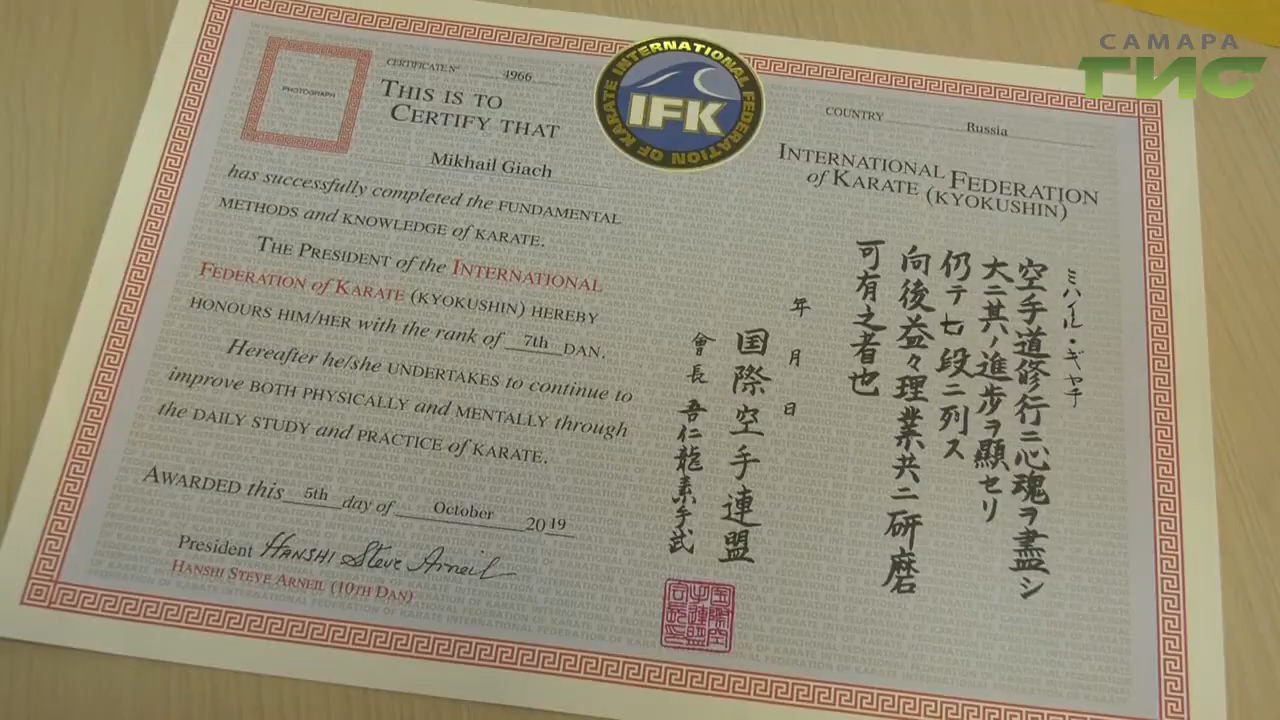 САМАРА
ТИС
CERTIFICATE Nº 4966
PHOTOGRAPH
THIS IS TO
CERTIFY THAT
Mikhail Giach
has successfully completed the FUNDAMENTAL
METHODS and KNOWLEDGE of KARATE.
THE PRESIDENT of the INTERNATIONAL
FEDERATION of KARATE (KYOKUSHIN) HEREBY
HONOURS HIM/HER with the rank of 7th DAN.
Hereafter he/she UNDERTAKES to continue to
improve BOTH PHYSICALLY and MENTALLY through
the DAILY STUDY and PRACTICE of KARATE.
AWARDED this 5th day of October 2019
President HANSHI Steve Arneil
HANSHI STEVE ARNEIL (10TH DAN)
INTERNATIONAL FEDERATION OF KARATE
IFK
COUNTRY Russia
INTERNATIONAL FEDERATION
of KARATE (KYOKUSHIN)
ミハイル・ギャチ
空手道修行ニ心魂ヲ盡シ
大ニ其ノ進歩ヲ顯セリ
仍テ七段ニ列ス
向後益々理業共ニ研磨
可有之者也
年月日
国際空手連盟
會長 吾仁龍素手武